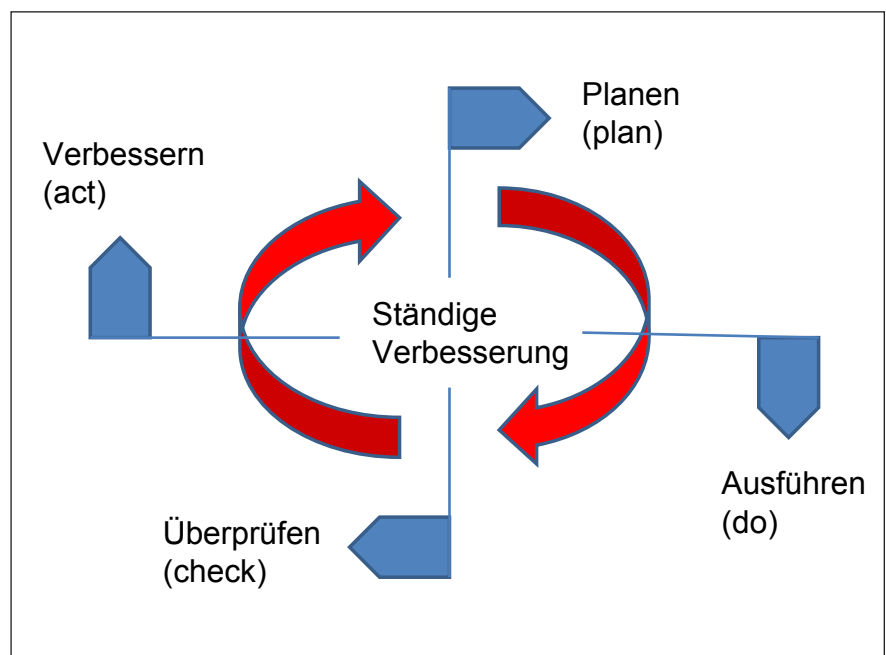 Planen
(plan)
Verbessern
(act)
Ständige
Verbesserung
Ausführen
(do)
Überprüfen
(check)